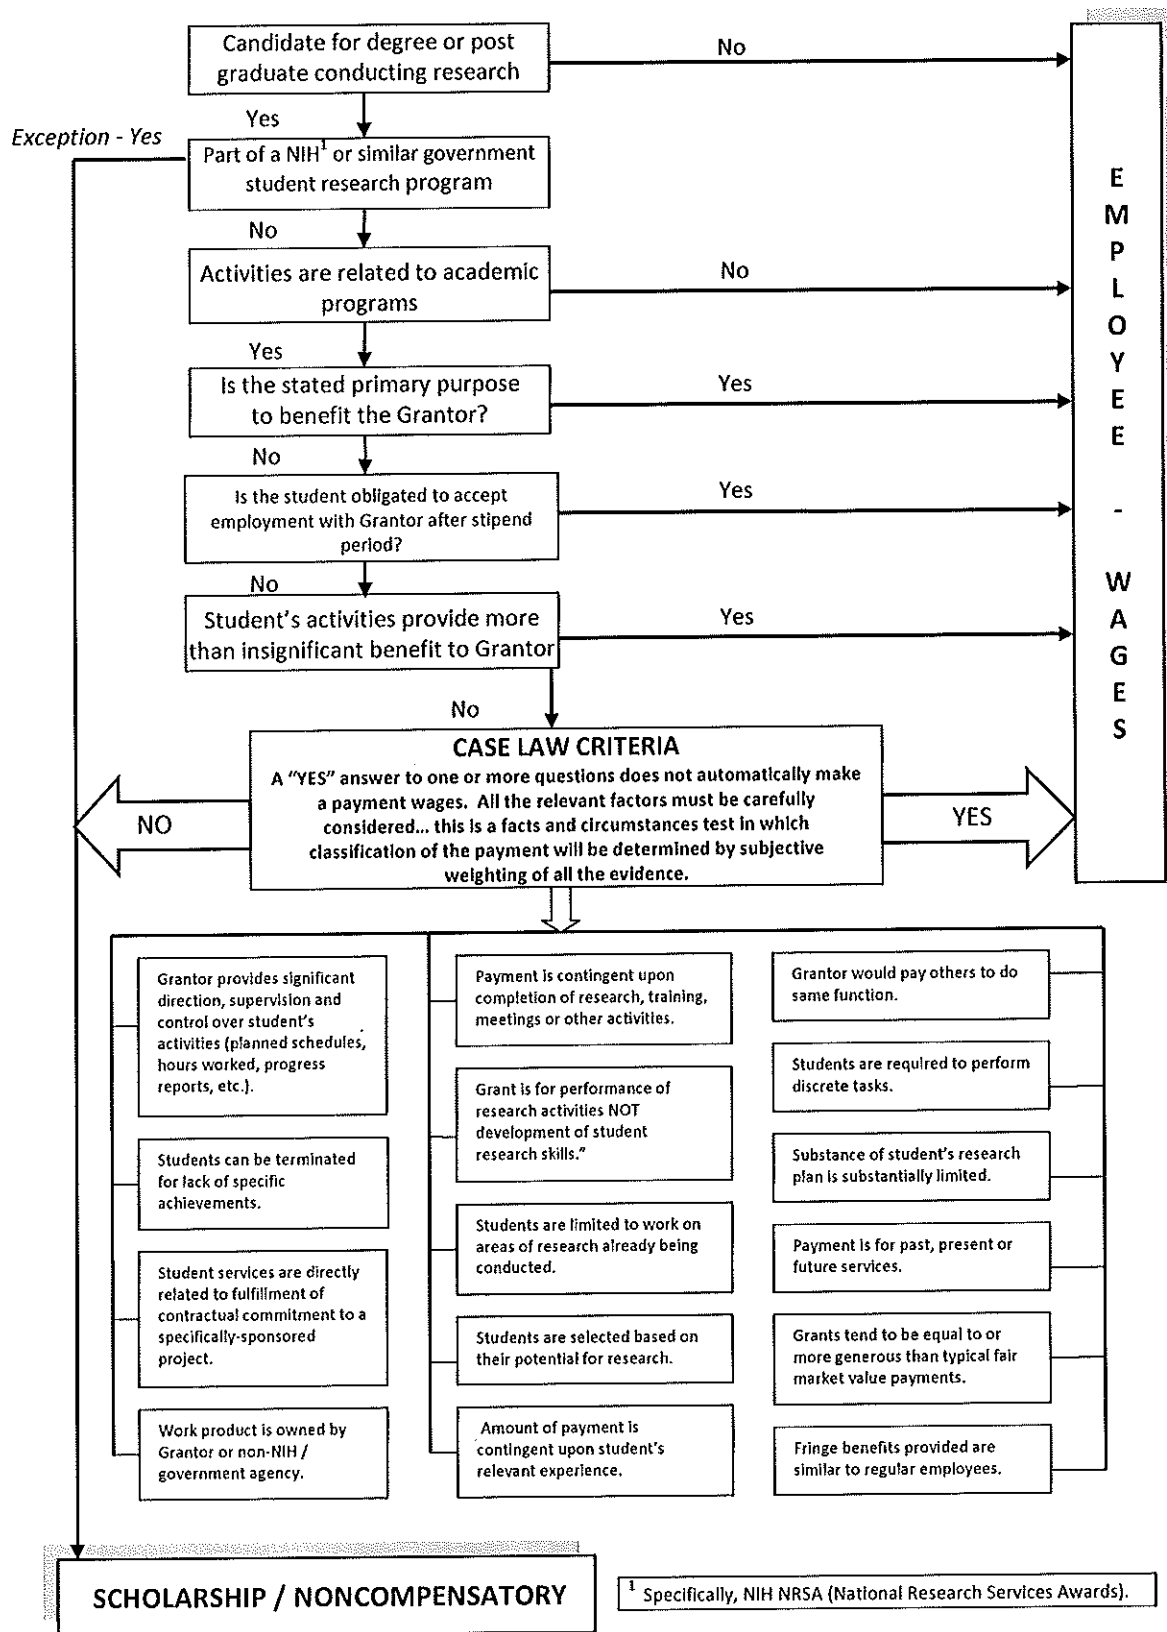 Candidate for degree or post
graduate conducting research
No
Yes
Exception - Yes
Part of a NIH¹ or similar government
student research program
No
Activities are related to academic
programs
No
Yes
Is the stated primary purpose
to benefit the Grantor?
Yes
No
Is the student obligated to accept
employment with Grantor after stipend
period?
Yes
No
Student's activities provide more
than insignificant benefit to Grantor
Yes
No
E
M
P
L
O
Y
E
E
-
W
A
G
E
S
CASE LAW CRITERIA
A "YES" answer to one or more questions does not automatically make
a payment wages. All the relevant factors must be carefully
considered... this is a facts and circumstances test in which
classification of the payment will be determined by subjective
weighting of all the evidence.
NO
YES
Grantor provides significant
direction, supervision and
control over student's
activities (planned schedules,
hours worked, progress
reports, etc.).
Students can be terminated
for lack of specific
achievements.
Student services are directly
related to fulfillment of
contractual commitment to a
specifically-sponsored
project.
Work product is owned by
Grantor or non-NIH /
government agency.
Payment is contingent upon
completion of research, training,
meetings or other activities.
Grant is for performance of
research activities NOT
development of student
research skills."
Students are limited to work on
areas of research already being
conducted.
Students are selected based on
their potential for research.
Amount of payment is
contingent upon student's
relevant experience.
Grantor would pay others to do
same function.
Students are required to perform
discrete tasks.
Substance of student's research
plan is substantially limited.
Payment is for past, present or
future services.
Grants tend to be equal to or
more generous than typical fair
market value payments.
Fringe benefits provided are
similar to regular employees.
SCHOLARSHIP / NONCOMPENSATORY
¹ Specifically, NIH NRSA (National Research Services Awards).